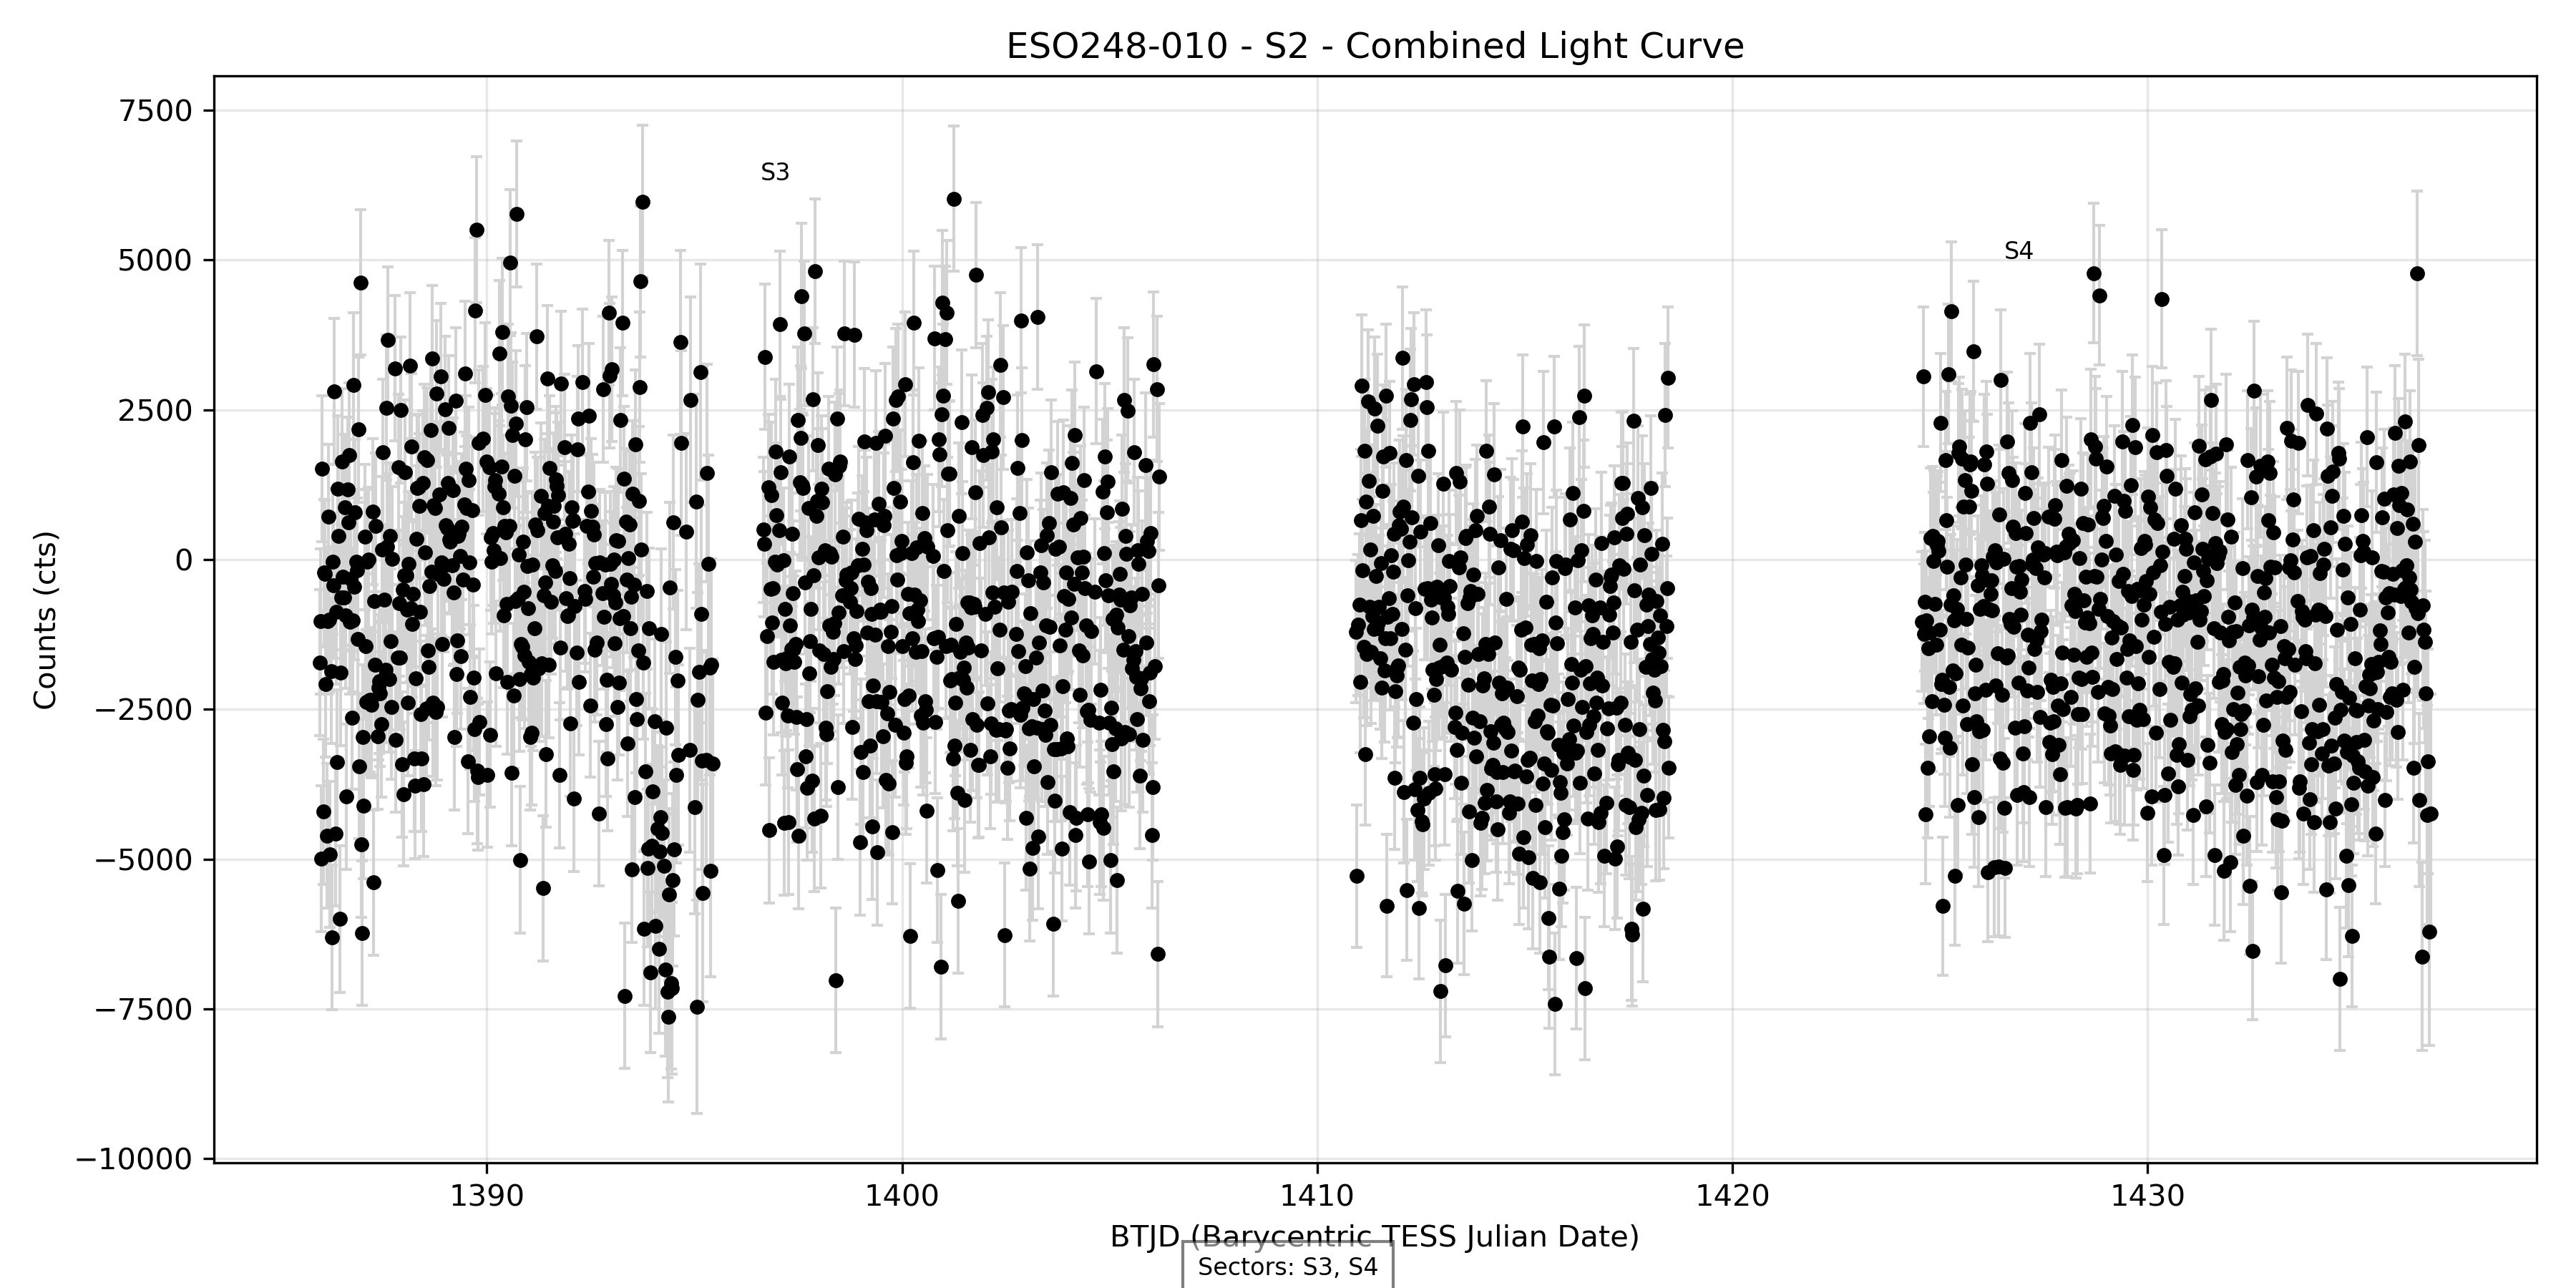 ESO248-010 - S2 - Combined Light Curve
7500
5000
2500
0
−2500
−5000
−7500
−10000
Counts (cts)
S3
S4
1390
1400
1410
1420
1430
BTJD (Barycentric TESS Julian Date)
Sectors: S3, S4